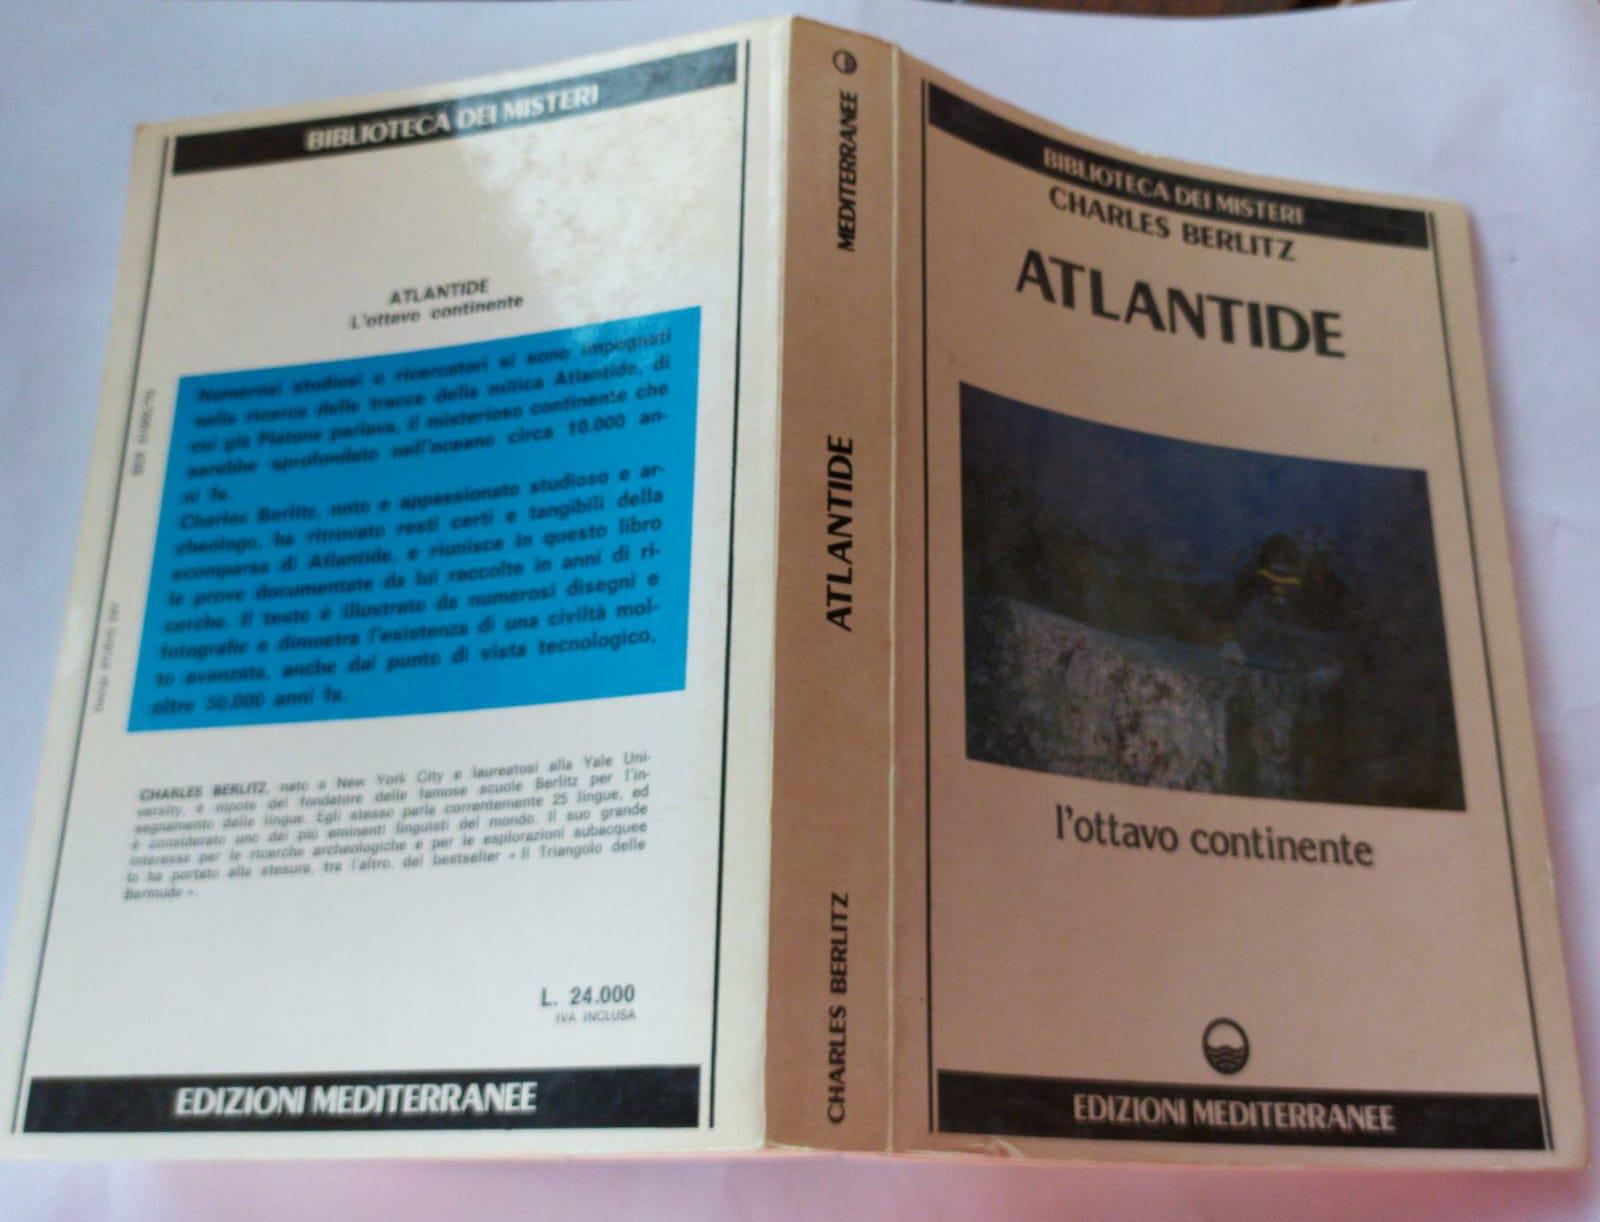 BIBLIOTECA DEI MISTERI
ATLANTIDE
L'ottavo continente
Numerosi studiosi e ricercatori si sono impegnati
nella ricerca delle tracce della mitica Atlantide, di
cui già Platone parlava, il misterioso continente che
sarebbe sprofondato nell'oceano circa 10.000 an-
ni fa.
Charles Berlitz, noto e appassionato studioso e ar-
cheologo, ha ritrovato resti certi e tangibili della
scomparsa di Atlantide, e riunisce in questo libro
le prove documentate da lui raccolte in anni di ri-
cerche. Il testo è illustrato da numerosi disegni e
fotografie e dimostra l'esistenza di una civiltà mol-
to avanzata, anche dal punto di vista tecnologico,
oltre 50.000 anni fa.
CHARLES BERLITZ, nato a New York City e laureatosi alla Yale Uni-
versity, è nipote del fondatore delle famose scuole Berlitz per l'in-
segnamento delle lingue. Egli stesso parla correntemente 25 lingue, ed
è considerato uno dei più eminenti linguisti del mondo. Il suo grande
interesse per le ricerche archeologiche e per le esplorazioni subacquee
lo ha portato alla stesura, tra l'altro, del bestseller « Il Triangolo delle
Bermude ».
L. 24.000
IVA INCLUSA
EDIZIONI MEDITERRANEE
CHARLES BERLITZ
ATLANTIDE
MEDITERRANEE
BIBLIOTECA DEI MISTERI
CHARLES BERLITZ
ATLANTIDE
l'ottavo continente
EDIZIONI MEDITERRANEE